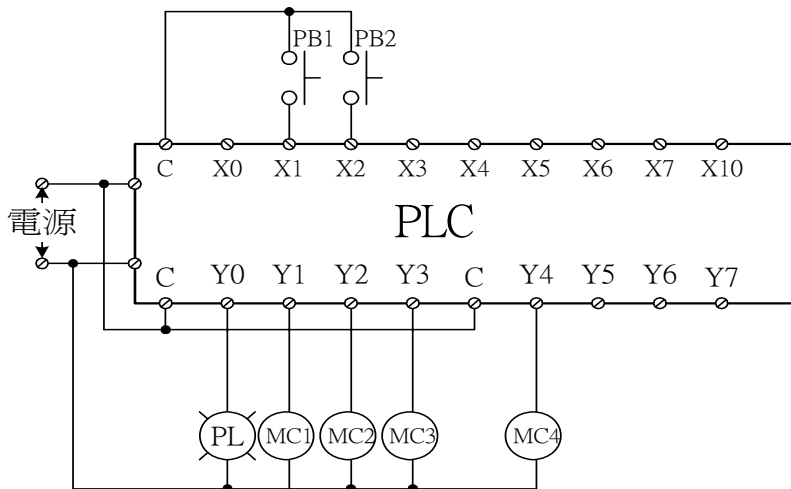 PB1 PB2
C X0 X1 X2 X3 X4 X5 X6 X7 X10
電源
PLC
C Y0 Y1 Y2 Y3 C Y4 Y5 Y6 Y7
PL MC1 MC2 MC3 MC4